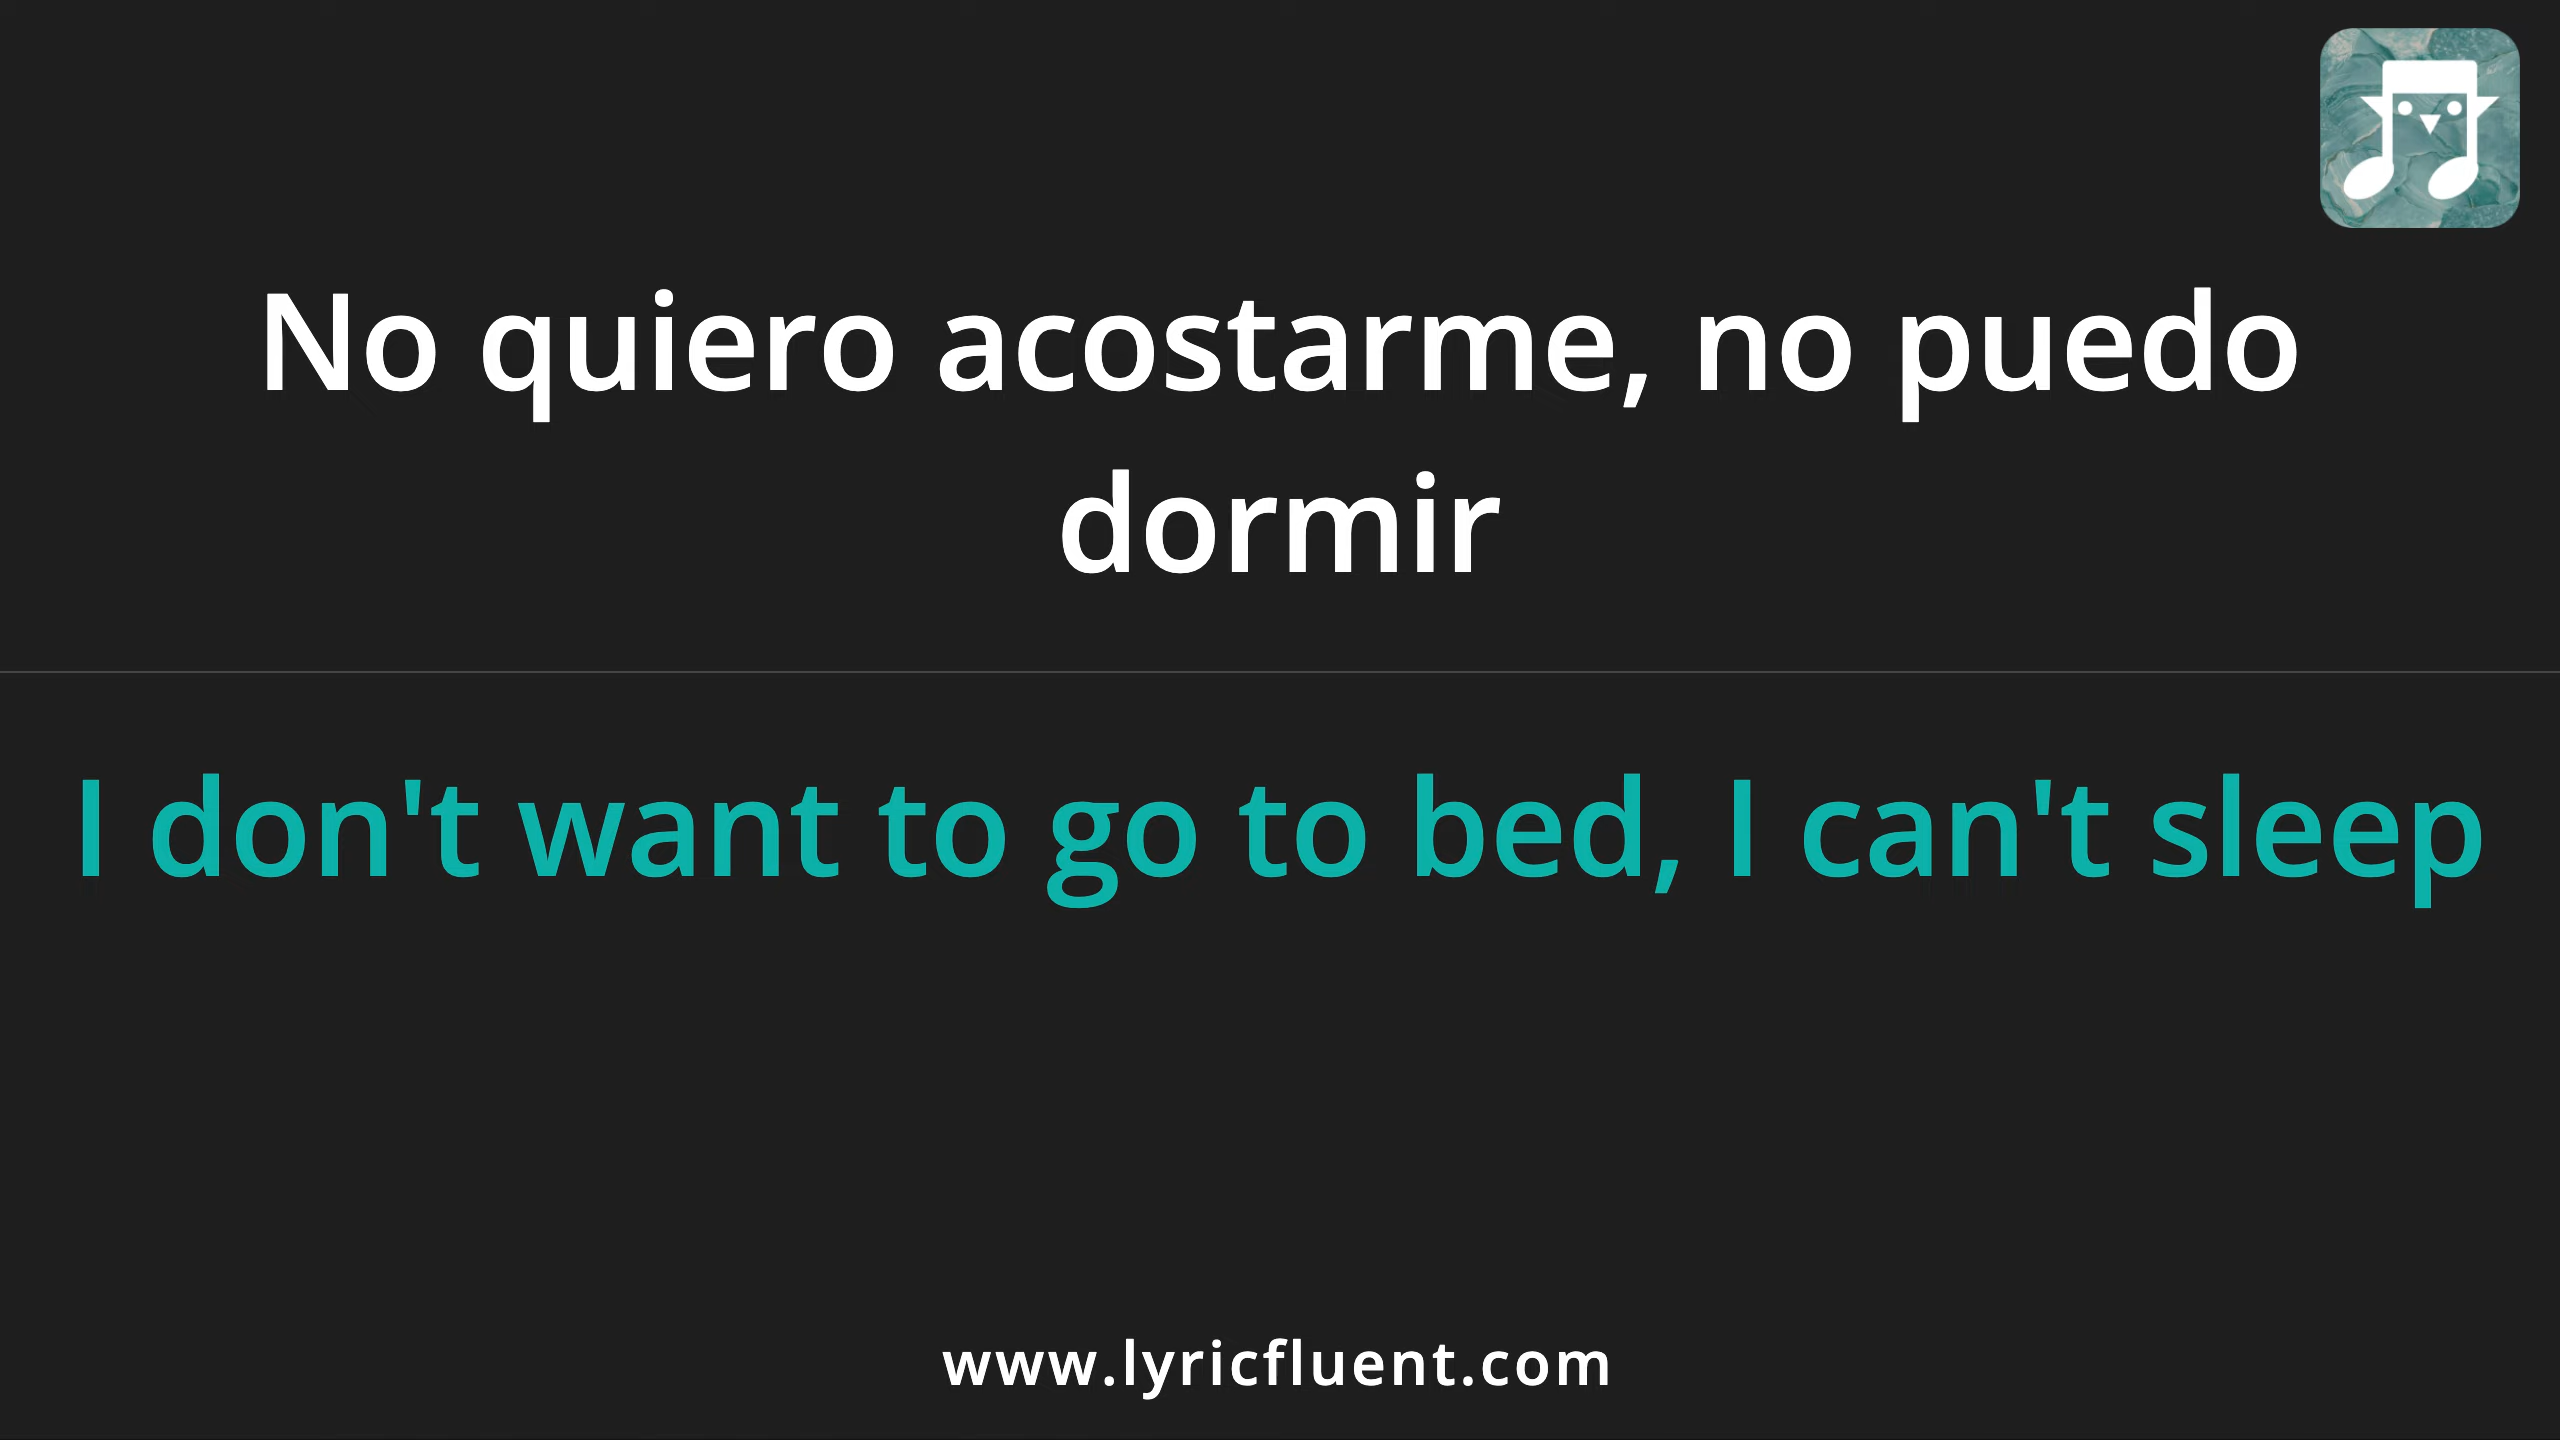 No quiero acostarme, no puedo
dormir
I don't want to go to bed, I can't sleep
www.lyricfluent.com